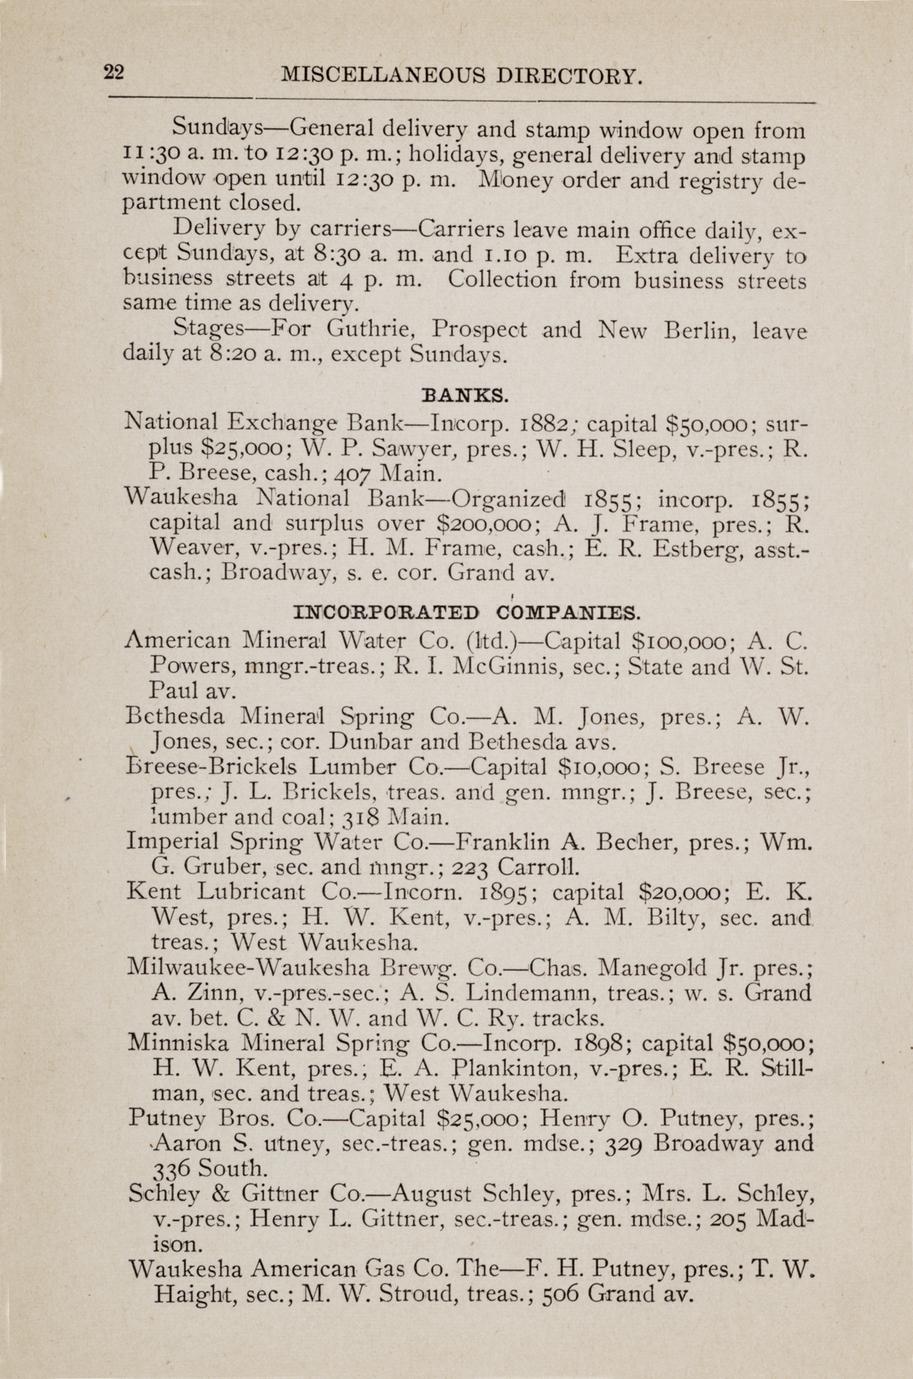 22 MISCELLANEOUS DIRECTORY.
Sundays—General delivery and stamp window open from
11:30 a. m. to 12:30 p. m.; holidays, general delivery and stamp
window open until 12:30 p. m. Money order and registry de-
partment closed.
Delivery by carriers—Carriers leave main office daily, ex-
cept Sundays, at 8:30 a. m. and 1.10 p. m. Extra delivery to
business streets at 4 p. m. Collection from business streets
same time as delivery.
Stages—For Guthrie, Prospect and New Berlin, leave
daily at 8:20 a. m., except Sundays.
BANKS.
National Exchange Bank—Incorp. 1882; capital $50,000; sur-
plus $25,000; W. P. Sawyer, pres.; W. H. Sleep, v.-pres.; R.
P. Breese, cash.; 407 Main.
Waukesha National Bank—Organized 1855; incorp. 1855;
capital and surplus over $200,000; A. J. Frame, pres.; R.
Weaver, v.-pres.; H. M. Frame, cash.; E. R. Estberg, asst.-
cash.; Broadway, s. e. cor. Grand av.
INCORPORATED COMPANIES.
American Mineral Water Co. (ltd.)—Capital $100,000; A. C.
Powers, mngr.-treas.; R. I. McGinnis, sec.; State and W. St.
Paul av.
Bethesda Mineral Spring Co.—A. M. Jones, pres.; A. W.
Jones, sec.; cor. Dunbar and Bethesda avs.
Breese-Brickels Lumber Co.—Capital $10,000; S. Breese Jr.,
pres.; J. L. Brickels, treas. and gen. mngr.; J. Breese, sec.;
lumber and coal; 318 Main.
Imperial Spring Water Co.—Franklin A. Becher, pres.; Wm.
G. Gruber, sec. and mngr.; 223 Carroll.
Kent Lubricant Co.—Incorn. 1895; capital $20,000; E. K.
West, pres.; H. W. Kent, v.-pres.; A. M. Bilty, sec. and
treas.; West Waukesha.
Milwaukee-Waukesha Brewg. Co.—Chas. Manegold Jr. pres.;
A. Zinn, v.-pres.-sec.; A. S. Lindemann, treas.; w. s. Grand
av. bet. C. & N. W. and W. C. Ry. tracks.
Minniska Mineral Spring Co.—Incorp. 1898; capital $50,000;
H. W. Kent, pres.; E. A. Plankinton, v.-pres.; E. R. Still-
man, sec. and treas.; West Waukesha.
Putney Bros. Co.—Capital $25,000; Henry O. Putney, pres.;
Aaron S. utney, sec.-treas.; gen. mdse.; 329 Broadway and
336 South.
Schley & Gittner Co.—August Schley, pres.; Mrs. L. Schley,
v.-pres.; Henry L. Gittner, sec.-treas.; gen. mdse.; 205 Mad-
ison.
Waukesha American Gas Co. The—F. H. Putney, pres.; T. W.
Haight, sec.; M. W. Stroud, treas.; 506 Grand av.